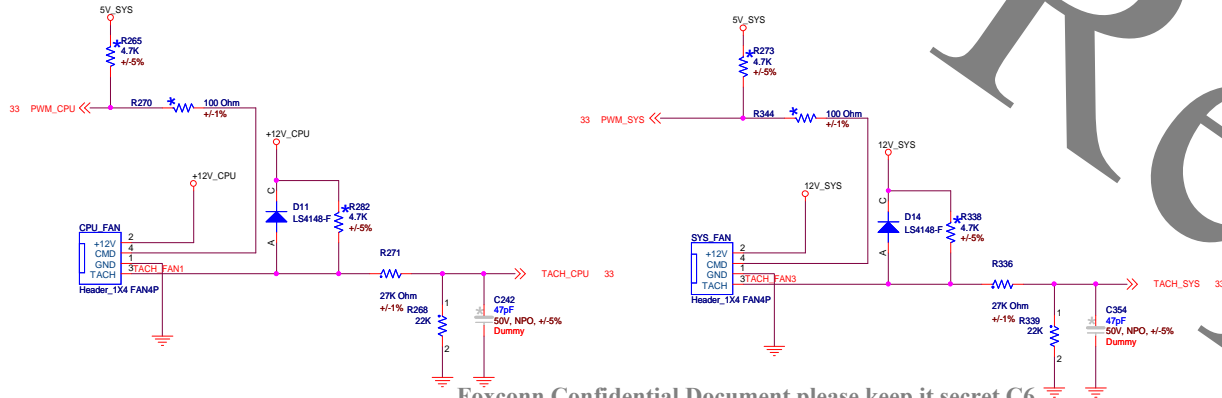 5V_SYS
R265
4.7K
+/-5%
33 PWM_CPU
R270
100 Ohm
+/-1%
+12V_CPU
+12V_CPU
C
D11
LS4148-F
A
R282
4.7K
+/-5%
CPU_FAN
+12V
CMD
GND
TACH
2
4
1
3
TACH_FAN1
Header_1X4 FAN4P
R271
27K Ohm
+/-1%
TACH_CPU 33
R268
22K
1
2
C242
47pF
50V, NPO, +/-5%
Dummy
5V_SYS
R273
4.7K
+/-5%
33 PWM_SYS
R344
100 Ohm
+/-1%
12V_SYS
12V_SYS
C
D14
LS4148-F
A
R338
4.7K
+/-5%
SYS_FAN
+12V
CMD
GND
TACH
2
4
1
3
TACH_FAN3
Header_1X4 FAN4P
R336
27K Ohm
+/-1%
TACH_SYS
R339
22K
1
2
C354
47pF
50V, NPO, +/-5%
Dummy
Foxconn Confidential Document,please keep it secret C6